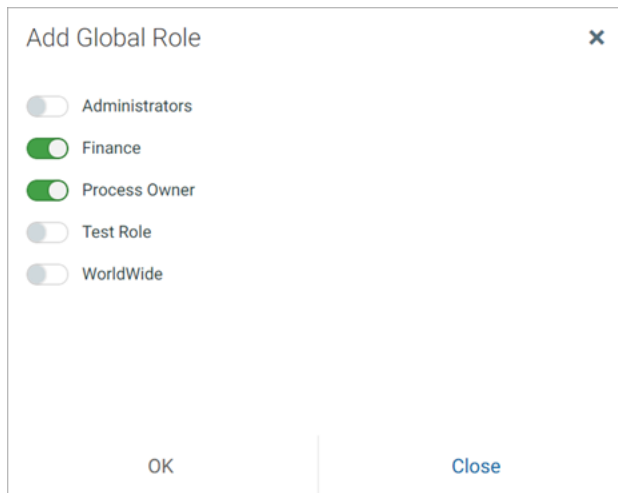 Add Global Role
Administrators
Finance
Process Owner
Test Role
WorldWide
OK
Close